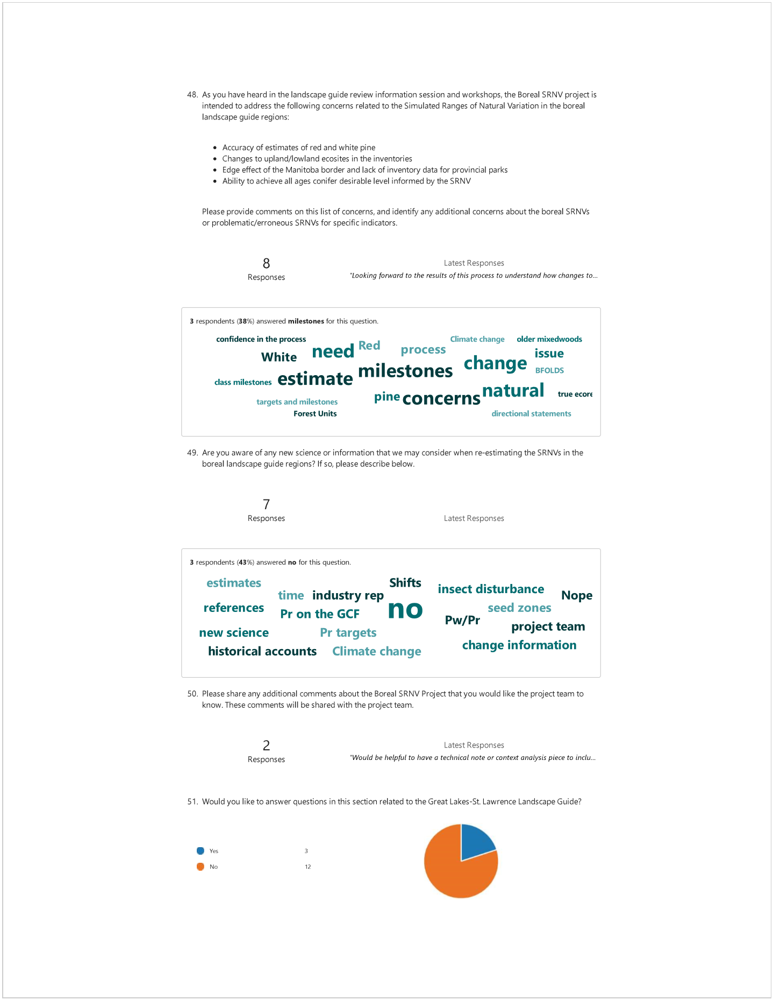 48. As you have heard in the landscape guide review information session and workshops, the Boreal SRNV project is
intended to address the following concerns related to the Simulated Ranges of Natural Variation in the boreal
landscape guide regions:
• Accuracy of estimates of red and white pine
• Changes to upland/lowland ecosites in the inventories
• Edge effect of the Manitoba border and lack of inventory data for provincial parks
• Ability to achieve all ages conifer desirable level informed by the SRNV
Please provide comments on this list of concerns, and identify any additional concerns about the boreal SRNVs
or problematic/erroneous SRNVs for specific indicators.
8
Responses
Latest Responses
"Looking forward to the results of this process to understand how changes to...
3 respondents (38%) answered milestones for this question.
confidence in the process
need
Red
process
Climate change
older mixedwoods
White
issue
change
BFOLDS
milestones
estimate
class milestones
natural
true ecore
pine
concerns
targets and milestones
Forest Units
directional statements
49. Are you aware of any new science or information that we may consider when re-estimating the SRNVs in the
boreal landscape guide regions? If so, please describe below.
7
Responses
Latest Responses
3 respondents (43%) answered no for this question.
estimates
Shifts
insect disturbance
time
industry rep
Nope
references
Pr on the GCF
no
seed zones
Pw/Pr
project team
new science
Pr targets
change information
historical accounts
Climate change
50. Please share any additional comments about the Boreal SRNV Project that you would like the project team to
know. These comments will be shared with the project team.
2
Responses
Latest Responses
"Would be helpful to have a technical note or context analysis piece to inclu...
51. Would you like to answer questions in this section related to the Great Lakes-St. Lawrence Landscape Guide?
Yes 3
No 12